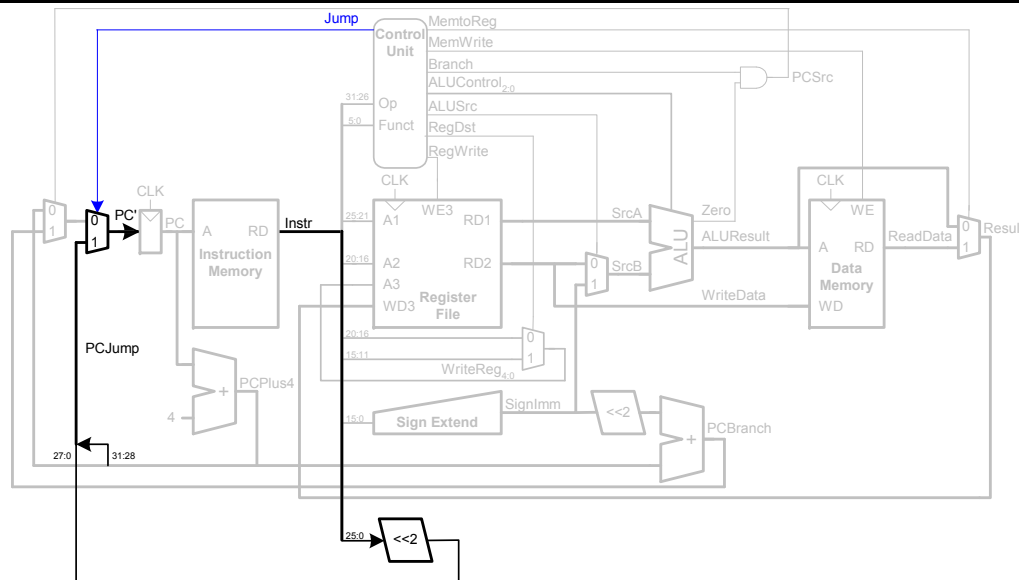 Jump
MemtoReg
Control
Unit
MemWrite
Branch
PCSrc
ALUControl2:0
31:26
Op
ALUSrc
5:0
Funct
RegDst
RegWrite
CLK
CLK
CLK
0
1
0
1
PC'
PC
A
RD
Instruction
Memory
Instr
25:21
A1
WE3
RD1
SrcA
Zero
WE
0
1
Resul
20:16
A2
RD2
0
1
SrcB
ALU
ALUResult
A
RD
ReadData
Data
Memory
A3
WD3
Register
File
WriteData
WD
20:16
0
15:11
1
WriteReg4:0
PCJump
PCPlus4
+
4
SignImm
15:0
Sign Extend
<<2
+
PCBranch
27:0
31:28
25:0
<<2